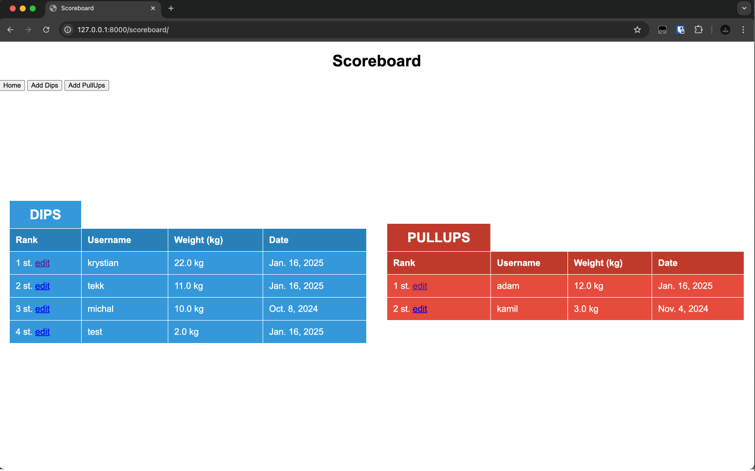 Scoreboard
127.0.0.1:8000/scoreboard/
Scoreboard
Home Add Dips Add PullUps
DIPS
Rank Username Weight (kg) Date
1 st. edit krystian 22.0 kg Jan. 16, 2025
2 st. edit tekk 11.0 kg Jan. 16, 2025
3 st. edit michal 10.0 kg Oct. 8, 2024
4 st. edit test 2.0 kg Jan. 16, 2025
PULLUPS
Rank Username Weight (kg) Date
1 st. edit adam 12.0 kg Jan. 16, 2025
2 st. edit kamil 3.0 kg Nov. 4, 2024